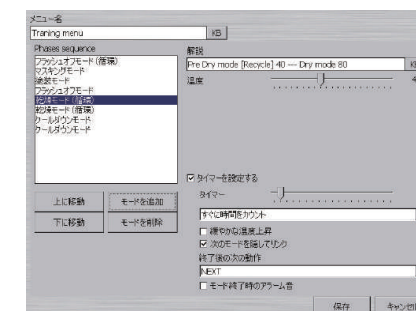 メニュー名
Traning menu
KB
Phases sequence
フラッシュオフモード (循環)
マスキングモード
塗装モード
フラッシュオフモード
乾燥モード (循環)
乾燥モード (循環)
クールダウンモード
クールダウンモード
上に移動
モードを追加
下に移動
モードを削除
解説
Pre Dry mode [Recycle] 40 --- Dry mode 80
温度
タイマーを設定する
タイマー
すぐに時間をカウント
緩やかな温度上昇
次のモードを隠してリンク
終了後の次の動作
NEXT
モード終了時のアラーム音
保存